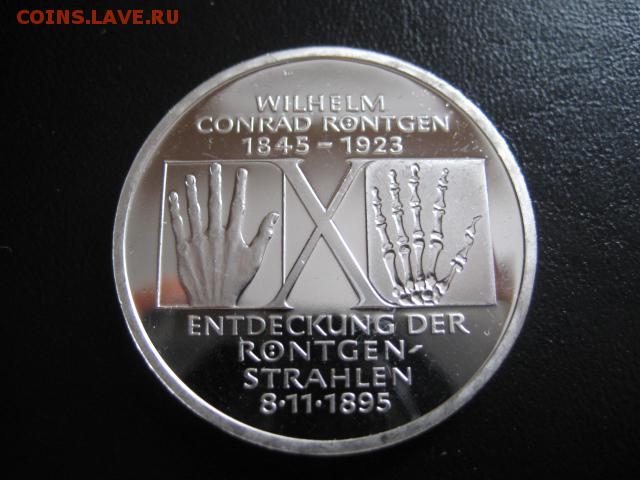 COINS.LAVE.RU
WILHELM
CONRAD RÖNTGEN
1845 – 1923
X
ENTDECKUNG DER
RÖNTGEN-
STRAHLEN
8·11·1895